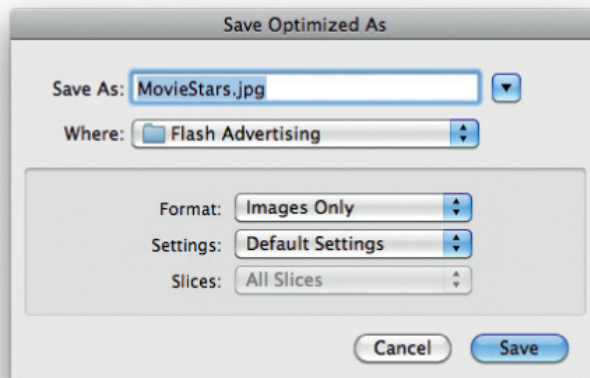 Save Optimized As
Save As: MovieStars.jpg
Where: Flash Advertising
Format: Images Only
Settings: Default Settings
Slices: All Slices
Cancel Save